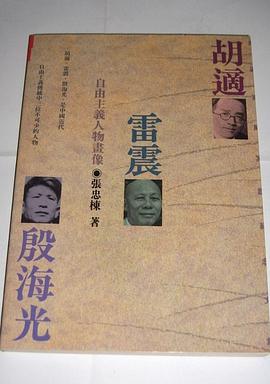 胡適
雷震
殷海光
自由主義人物畫像
張忠棟 著
胡適、雷震、殷海光，是中國當代
自由主義傳統中三位不可少的人物